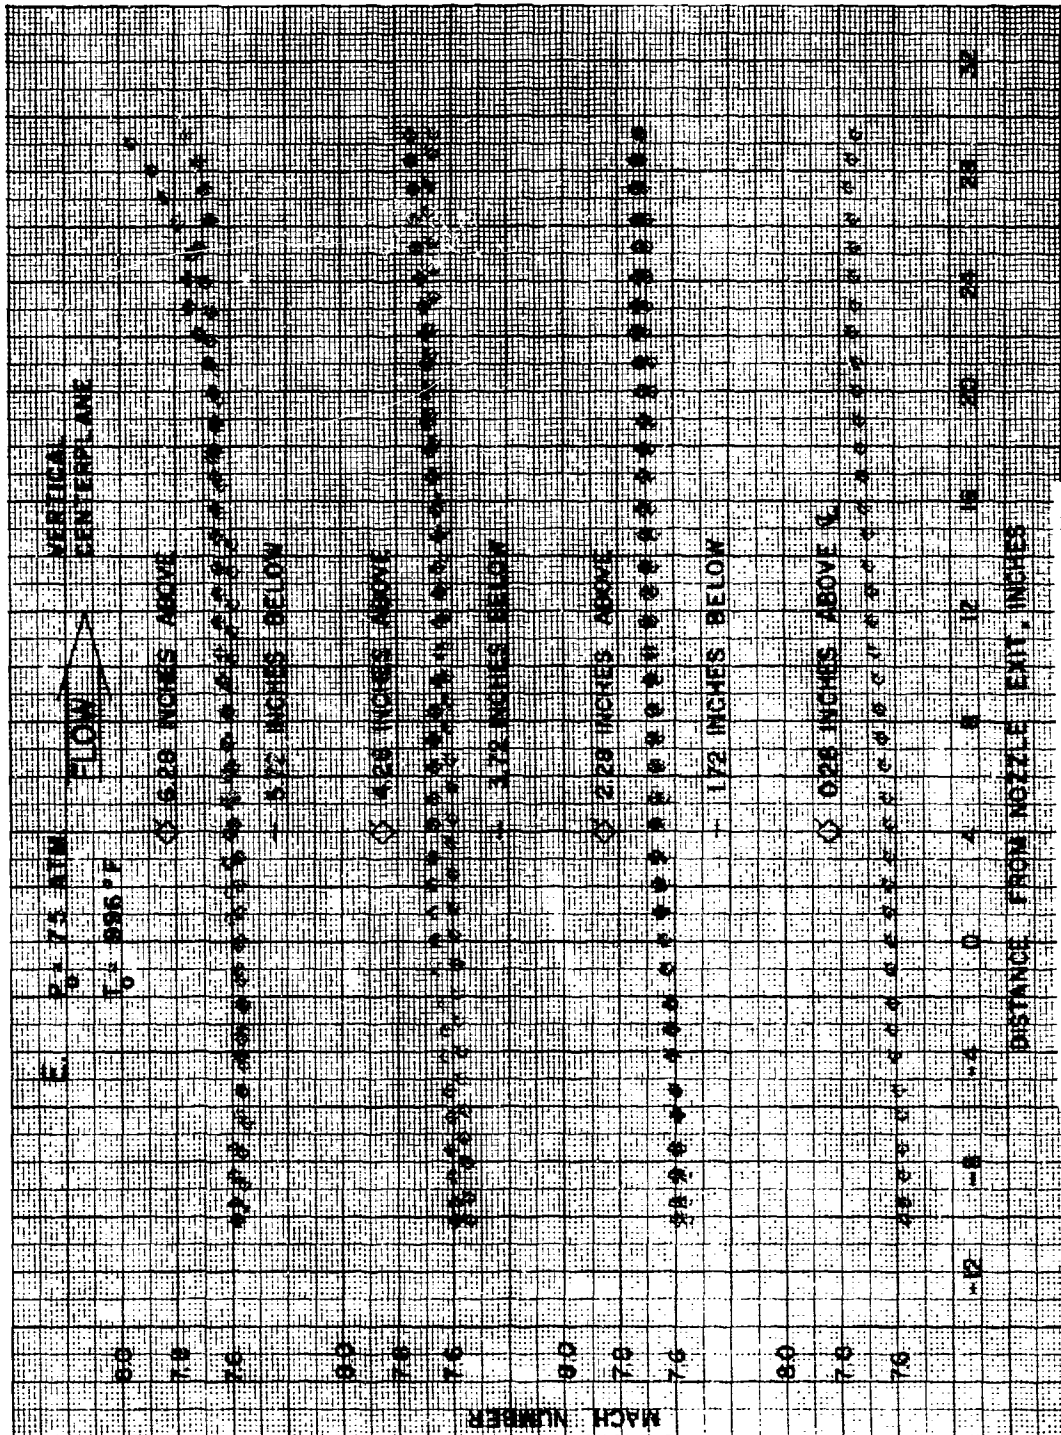 E.
P₀ = 75 ATM
T₀ = 996 °F
FLOW
VERTICAL
CENTERPLANE
6.28 INCHES ABOVE
5.72 INCHES BELOW
4.28 INCHES ABOVE
3.72 INCHES BELOW
2.28 INCHES ABOVE
1.72 INCHES BELOW
0.28 INCHES ABOVE ℄
MACH NUMBER
8.0
7.8
7.6
8.0
7.8
7.6
8.0
7.8
7.6
8.0
7.8
7.6
-12 -8 -4 0 4 8 12 16 20 24 28 32
DISTANCE FROM NOZZLE EXIT, INCHES